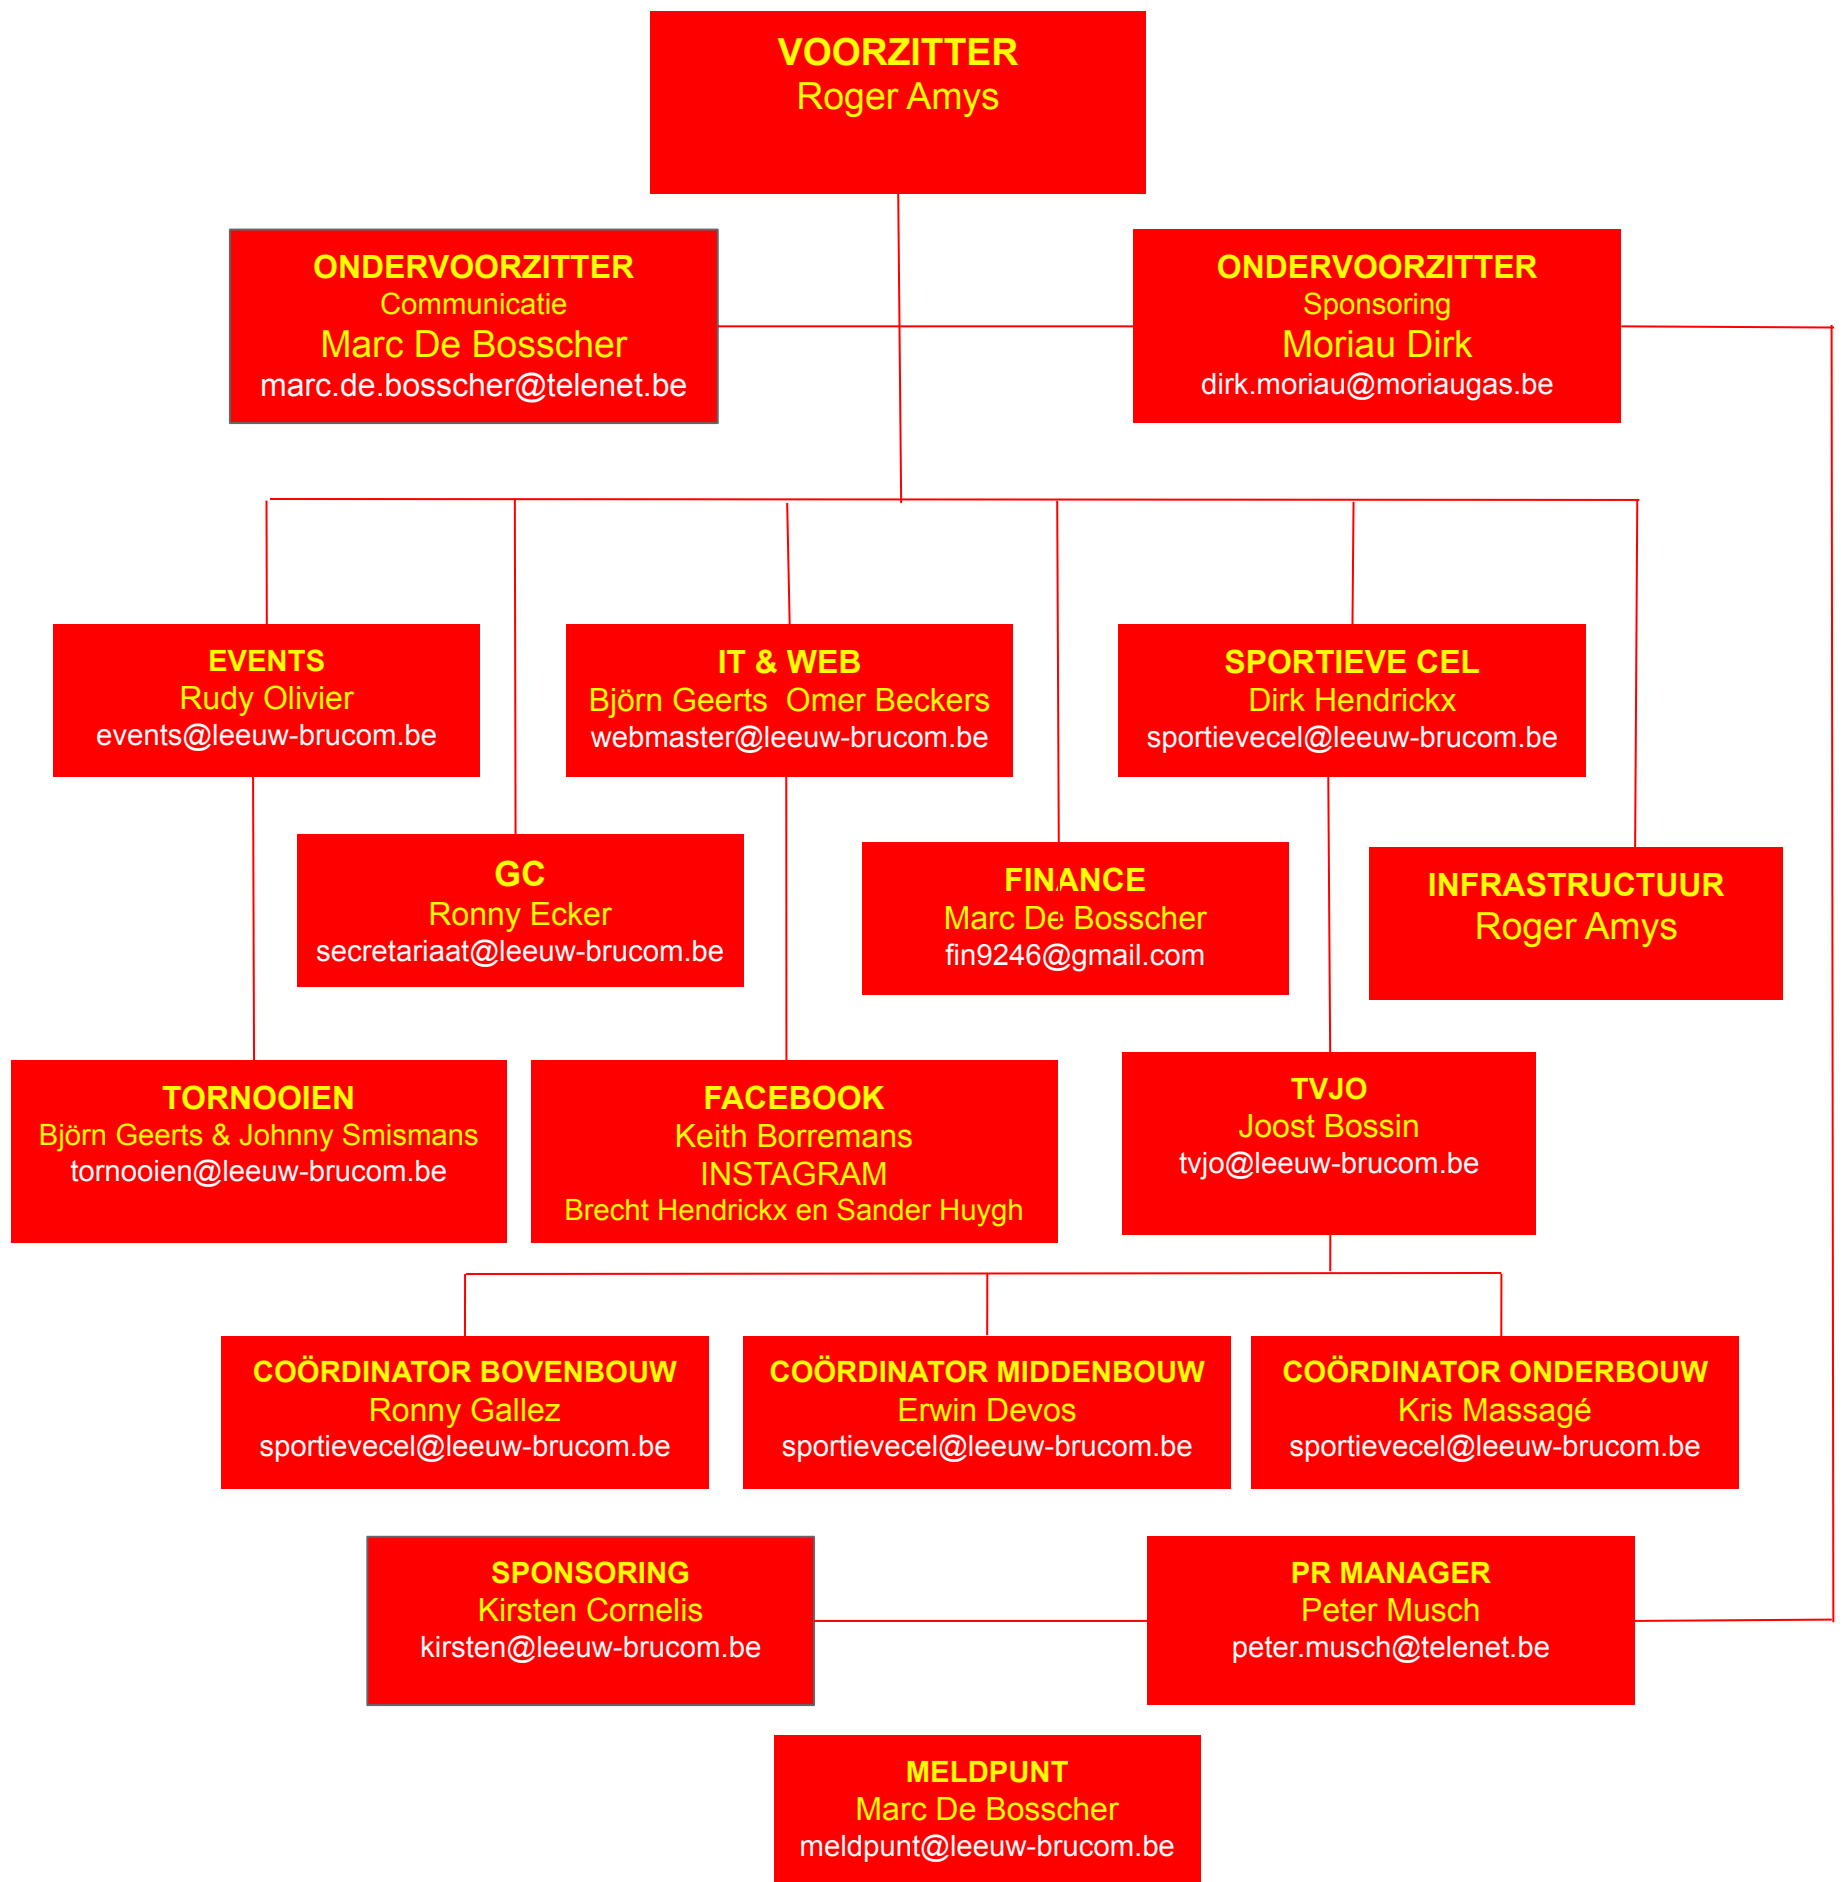 VOORZITTER
Roger Amys
ONDERVOORZITTER
Communicatie
Marc De Bosscher
marc.de.bosscher@telenet.be
ONDERVOORZITTER
Sponsoring
Moriau Dirk
dirk.moriau@moriaugas.be
EVENTS
Rudy Olivier
events@leeuw-brucom.be
IT & WEB
Björn Geerts  Omer Beckers
webmaster@leeuw-brucom.be
SPORTIEVE CEL
Dirk Hendrickx
sportievecel@leeuw-brucom.be
GC
Ronny Ecker
secretariaat@leeuw-brucom.be
FINANCE
Marc De Bosscher
fin9246@gmail.com
INFRASTRUCTUUR
Roger Amys
TORNOOIEN
Björn Geerts & Johnny Smismans
tornooien@leeuw-brucom.be
FACEBOOK
Keith Borremans
INSTAGRAM
Brecht Hendrickx en Sander Huygh
TVJO
Joost Bossin
tvjo@leeuw-brucom.be
COÖRDINATOR BOVENBOUW
Ronny Gallez
sportievecel@leeuw-brucom.be
COÖRDINATOR MIDDENBOUW
Erwin Devos
sportievecel@leeuw-brucom.be
COÖRDINATOR ONDERBOUW
Kris Massagé
sportievecel@leeuw-brucom.be
SPONSORING
Kirsten Cornelis
kirsten@leeuw-brucom.be
PR MANAGER
Peter Musch
peter.musch@telenet.be
MELDPUNT
Marc De Bosscher
meldpunt@leeuw-brucom.be